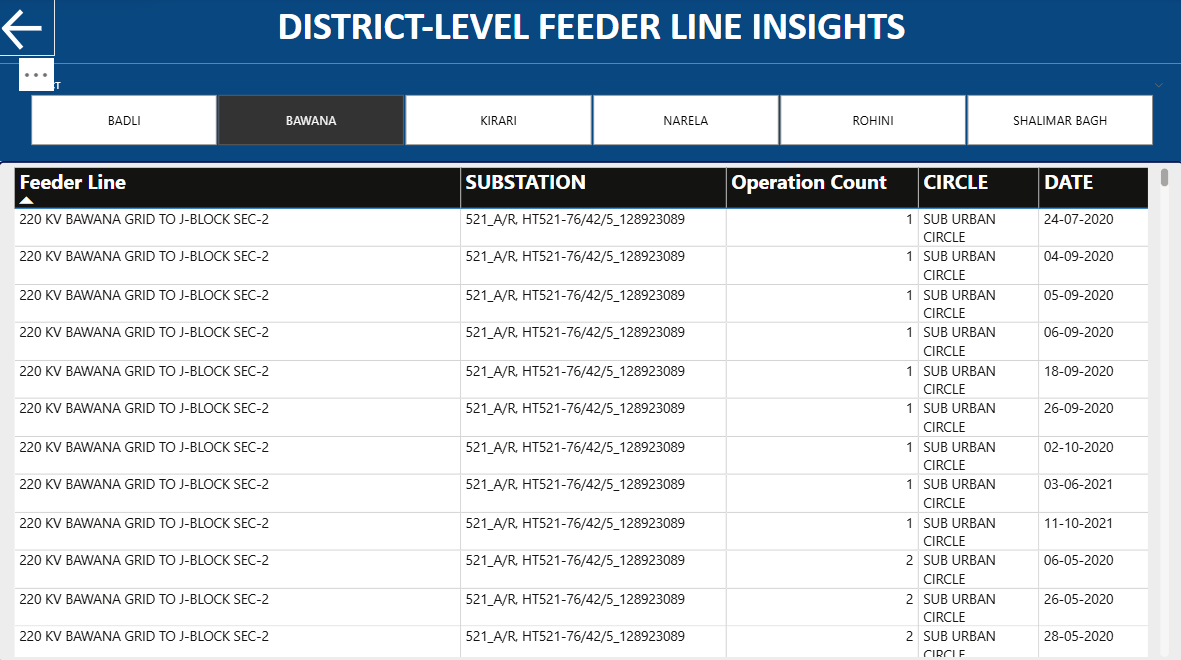 DISTRICT-LEVEL FEEDER LINE INSIGHTS
BADLI BAWANA KIRARI NARELA ROHINI SHALIMAR BAGH
Feeder Line SUBSTATION Operation Count CIRCLE DATE
220 KV BAWANA GRID TO J-BLOCK SEC-2 521_A/R, HT521-76/42/5_128923089 1 SUB URBAN 24-07-2020
CIRCLE
220 KV BAWANA GRID TO J-BLOCK SEC-2 521_A/R, HT521-76/42/5_128923089 1 SUB URBAN 04-09-2020
CIRCLE
220 KV BAWANA GRID TO J-BLOCK SEC-2 521_A/R, HT521-76/42/5_128923089 1 SUB URBAN 05-09-2020
CIRCLE
220 KV BAWANA GRID TO J-BLOCK SEC-2 521_A/R, HT521-76/42/5_128923089 1 SUB URBAN 06-09-2020
CIRCLE
220 KV BAWANA GRID TO J-BLOCK SEC-2 521_A/R, HT521-76/42/5_128923089 1 SUB URBAN 18-09-2020
CIRCLE
220 KV BAWANA GRID TO J-BLOCK SEC-2 521_A/R, HT521-76/42/5_128923089 1 SUB URBAN 26-09-2020
CIRCLE
220 KV BAWANA GRID TO J-BLOCK SEC-2 521_A/R, HT521-76/42/5_128923089 1 SUB URBAN 02-10-2020
CIRCLE
220 KV BAWANA GRID TO J-BLOCK SEC-2 521_A/R, HT521-76/42/5_128923089 1 SUB URBAN 03-06-2021
CIRCLE
220 KV BAWANA GRID TO J-BLOCK SEC-2 521_A/R, HT521-76/42/5_128923089 1 SUB URBAN 11-10-2021
CIRCLE
220 KV BAWANA GRID TO J-BLOCK SEC-2 521_A/R, HT521-76/42/5_128923089 2 SUB URBAN 06-05-2020
CIRCLE
220 KV BAWANA GRID TO J-BLOCK SEC-2 521_A/R, HT521-76/42/5_128923089 2 SUB URBAN 26-05-2020
CIRCLE
220 KV BAWANA GRID TO J-BLOCK SEC-2 521_A/R, HT521-76/42/5_128923089 2 SUB URBAN 28-05-2020
CIRCLE